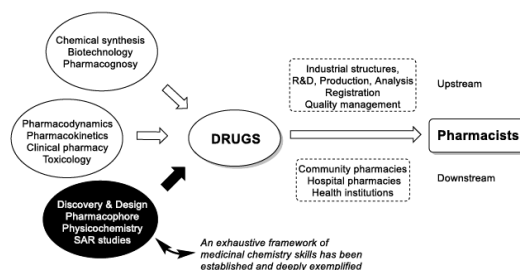 Chemical synthesis
Biotechnology
Pharmacognosy
Pharmacodynamics
Pharmacokinetics
Clinical pharmacy
Toxicology
Discovery & Design
Pharmacophore
Physicochemistry
SAR studies
DRUGS
Industrial structures,
R&D, Production, Analysis
Registration
Quality management
Upstream
Pharmacists
Community pharmacies
Hospital pharmacies
Health institutions
Downstream
An exhaustive framework of
medicinal chemistry skills has been
established and deeply exemplified